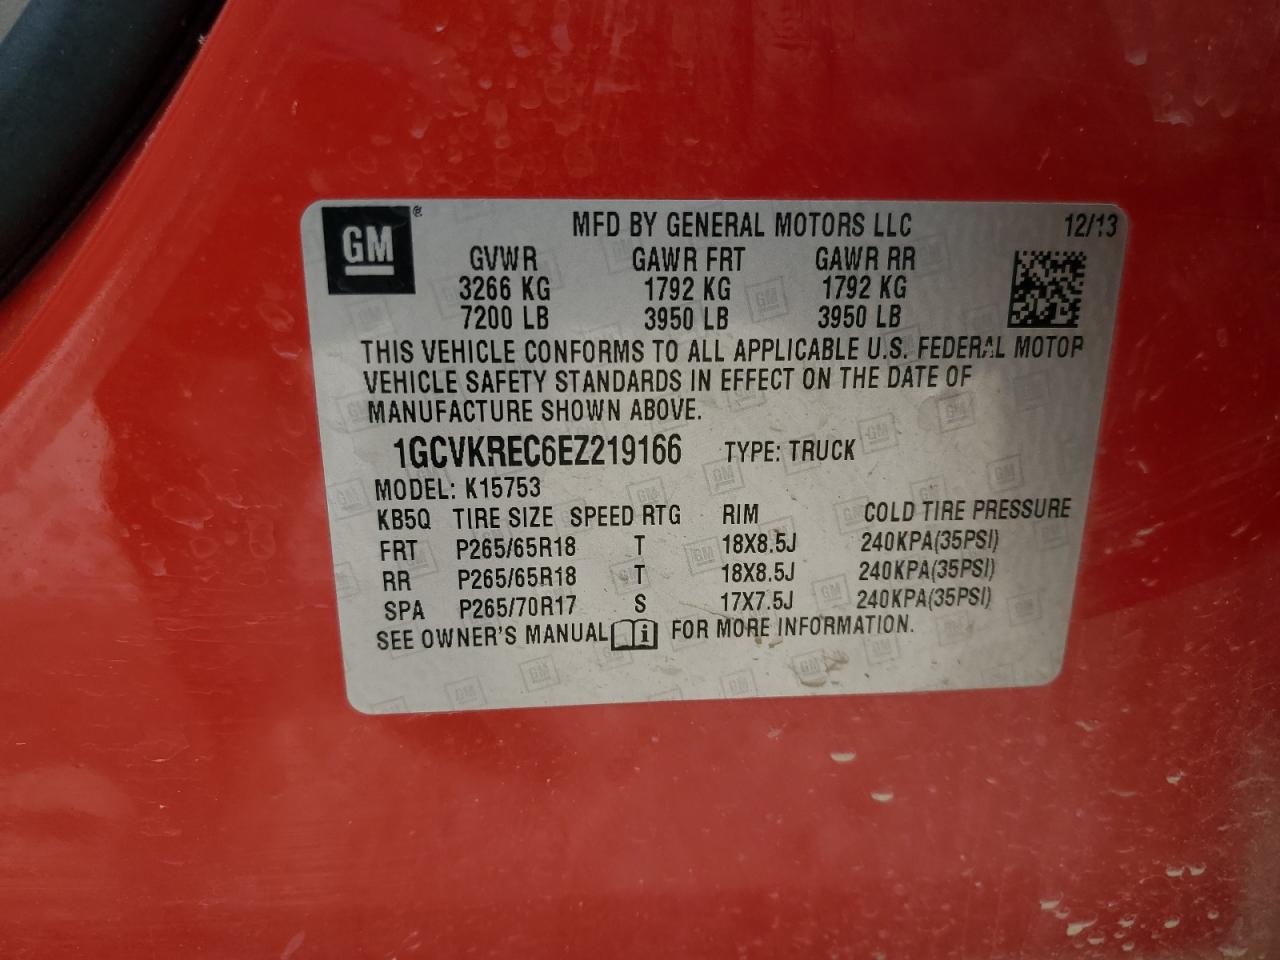 GM ®
MFD BY GENERAL MOTORS LLC 12/13
GVWR GAWR FRT GAWR RR
3266 KG 1792 KG 1792 KG
7200 LB 3950 LB 3950 LB
THIS VEHICLE CONFORMS TO ALL APPLICABLE U.S. FEDERAL MOTOR
VEHICLE SAFETY STANDARDS IN EFFECT ON THE DATE OF
MANUFACTURE SHOWN ABOVE.
1GCVKREC6EZ219166 TYPE: TRUCK
MODEL: K15753
KB5Q TIRE SIZE SPEED RTG RIM COLD TIRE PRESSURE
FRT P265/65R18 T 18X8.5J 240KPA(35PSI)
RR P265/65R18 T 18X8.5J 240KPA(35PSI)
SPA P265/70R17 S 17X7.5J 240KPA(35PSI)
SEE OWNER'S MANUAL i FOR MORE INFORMATION.